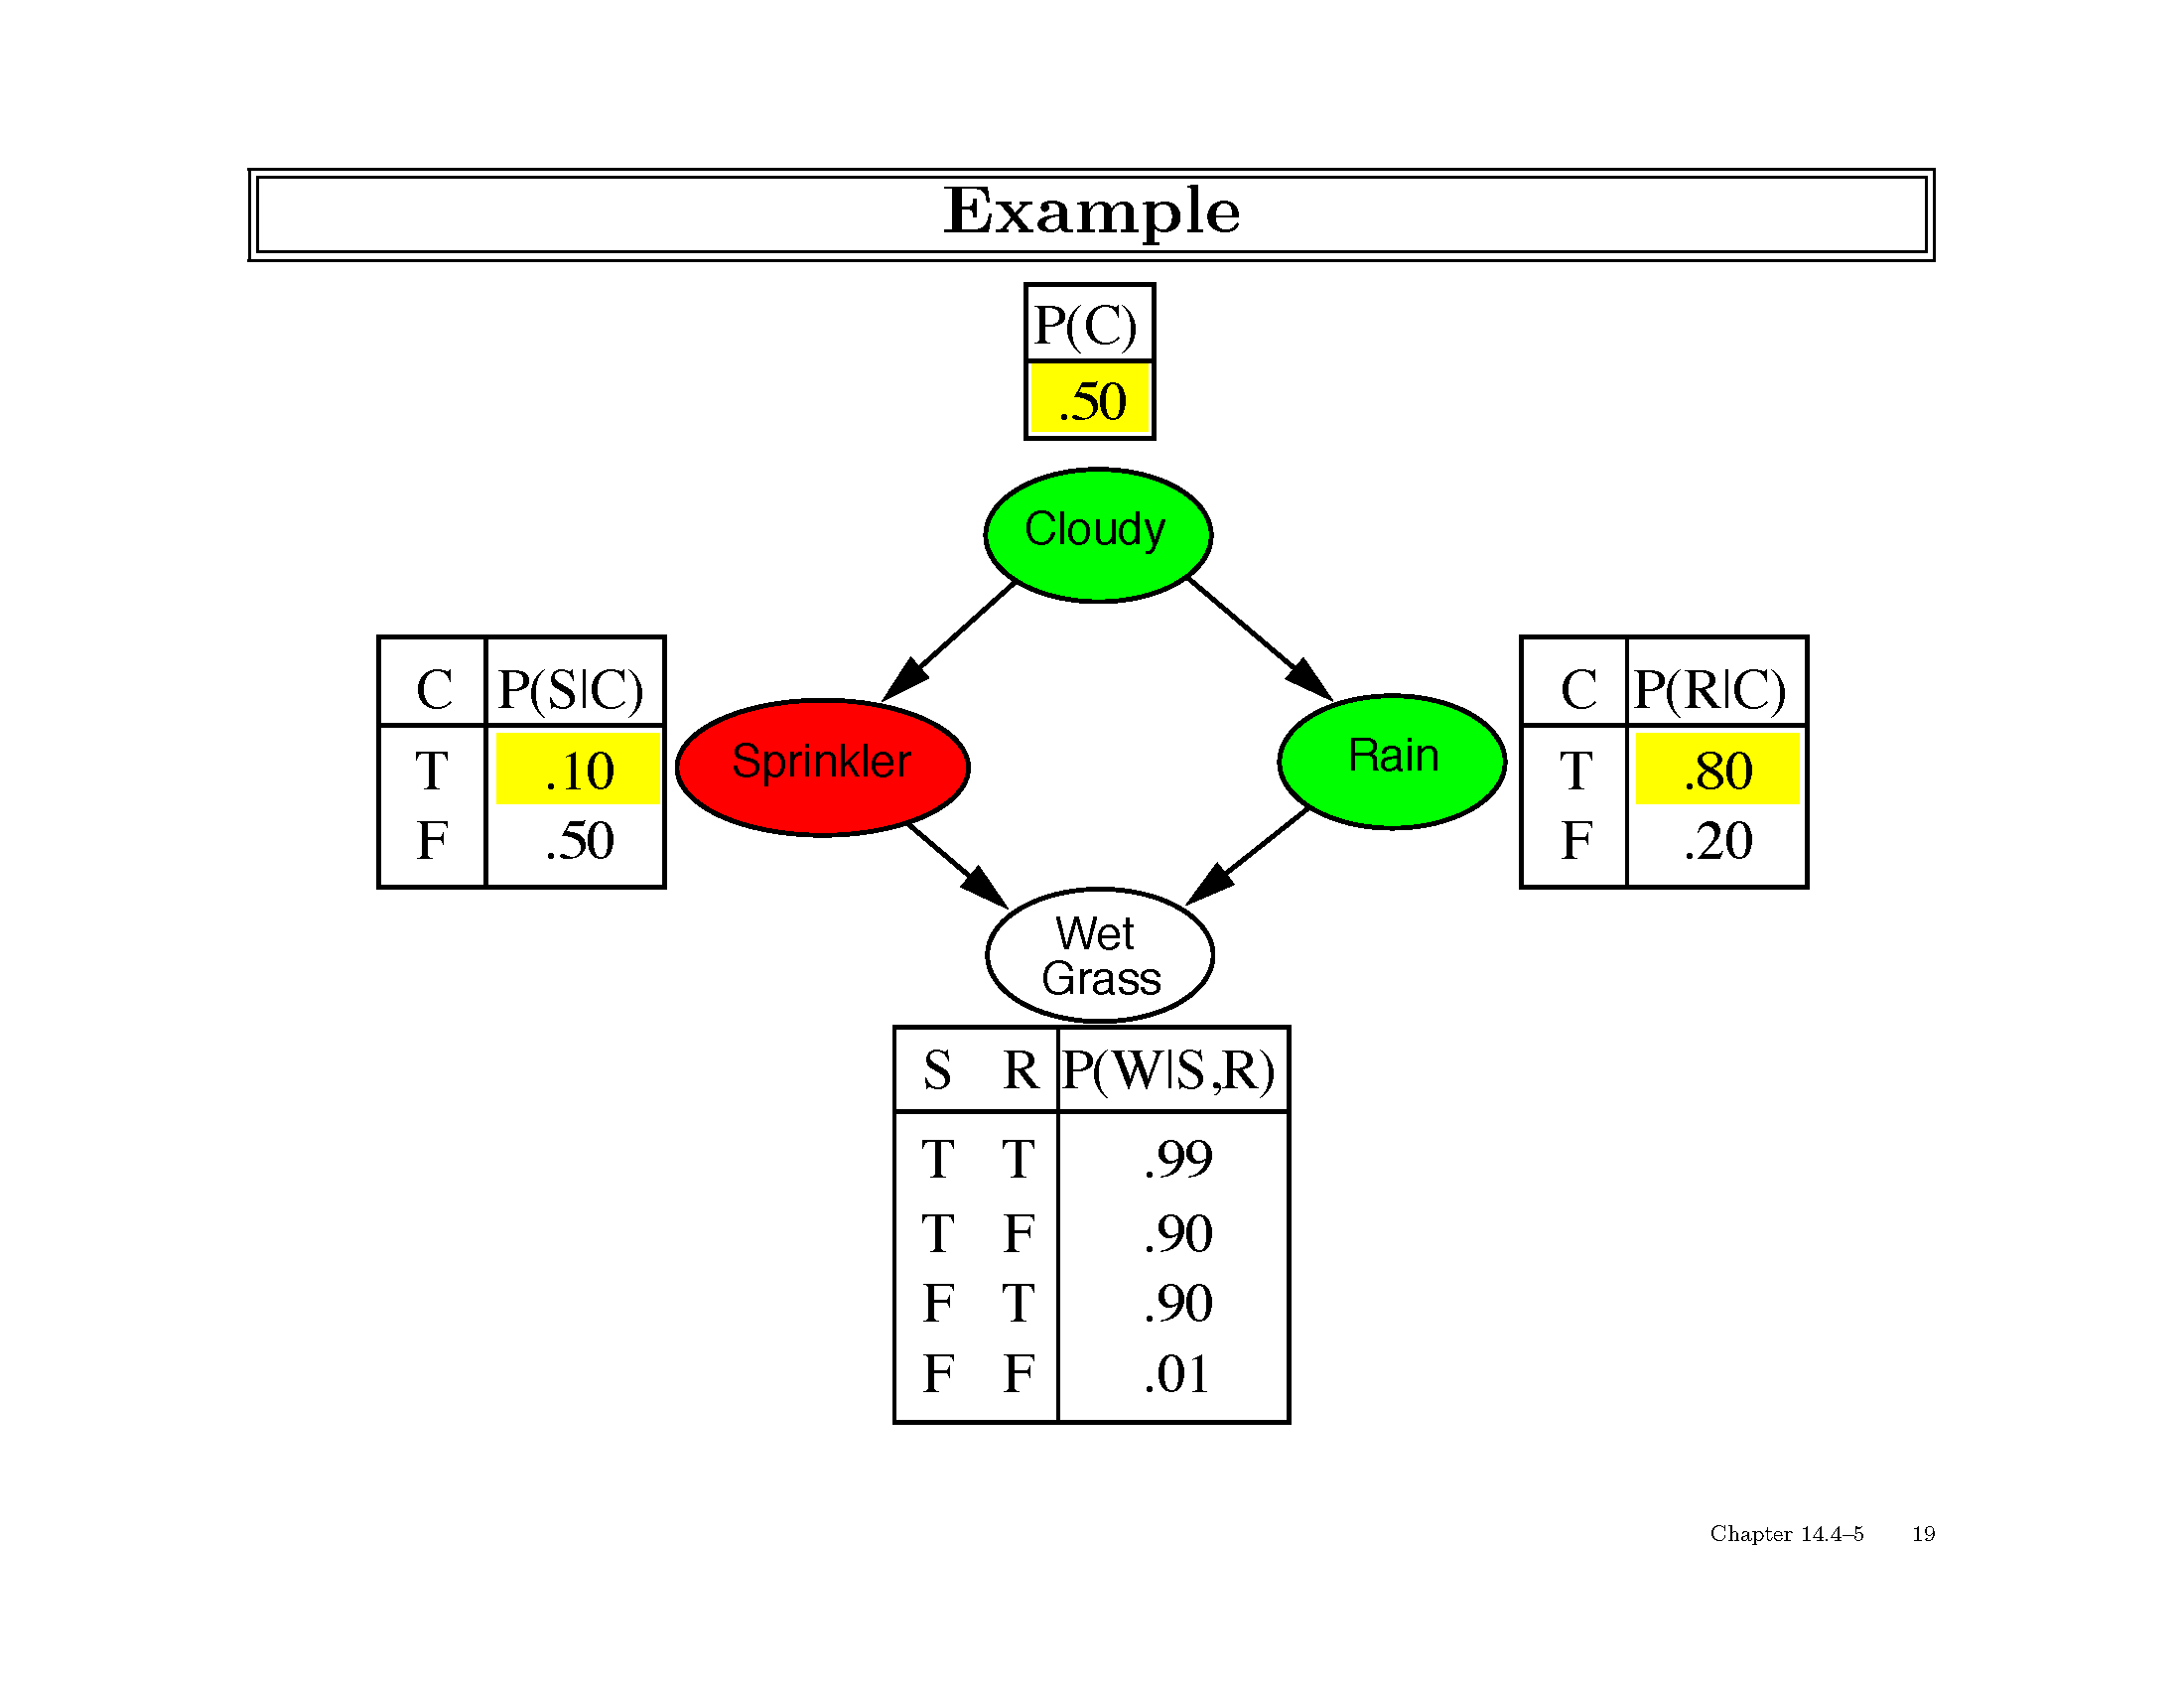 Example
P(C)
.50
Cloudy
C P(S|C)
T .10
F .50
Sprinkler
Rain
C P(R|C)
T .80
F .20
Wet
Grass
S R P(W|S,R)
T T .99
T F .90
F T .90
F F .01
Chapter 14.4–5 19